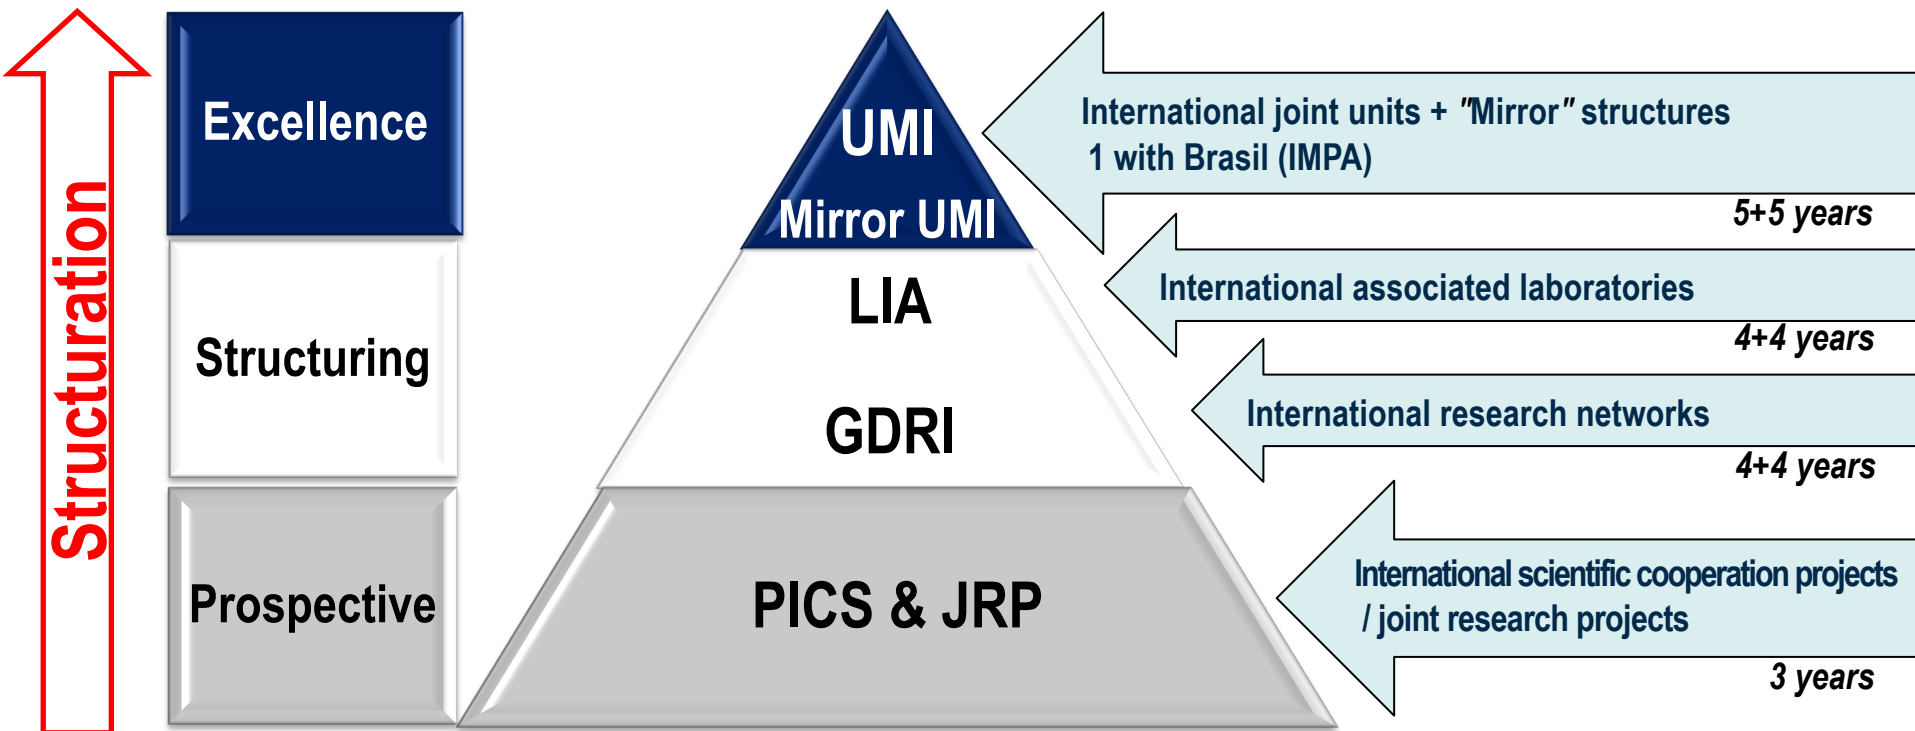 Structuration
Excellence
Structuring
Prospective
UMI
Mirror UMI
LIA
GDRI
PICS & JRP
International joint units + "Mirror" structures
1 with Brasil (IMPA)
5+5 years
International associated laboratories
4+4 years
International research networks
4+4 years
International scientific cooperation projects
/ joint research projects
3 years